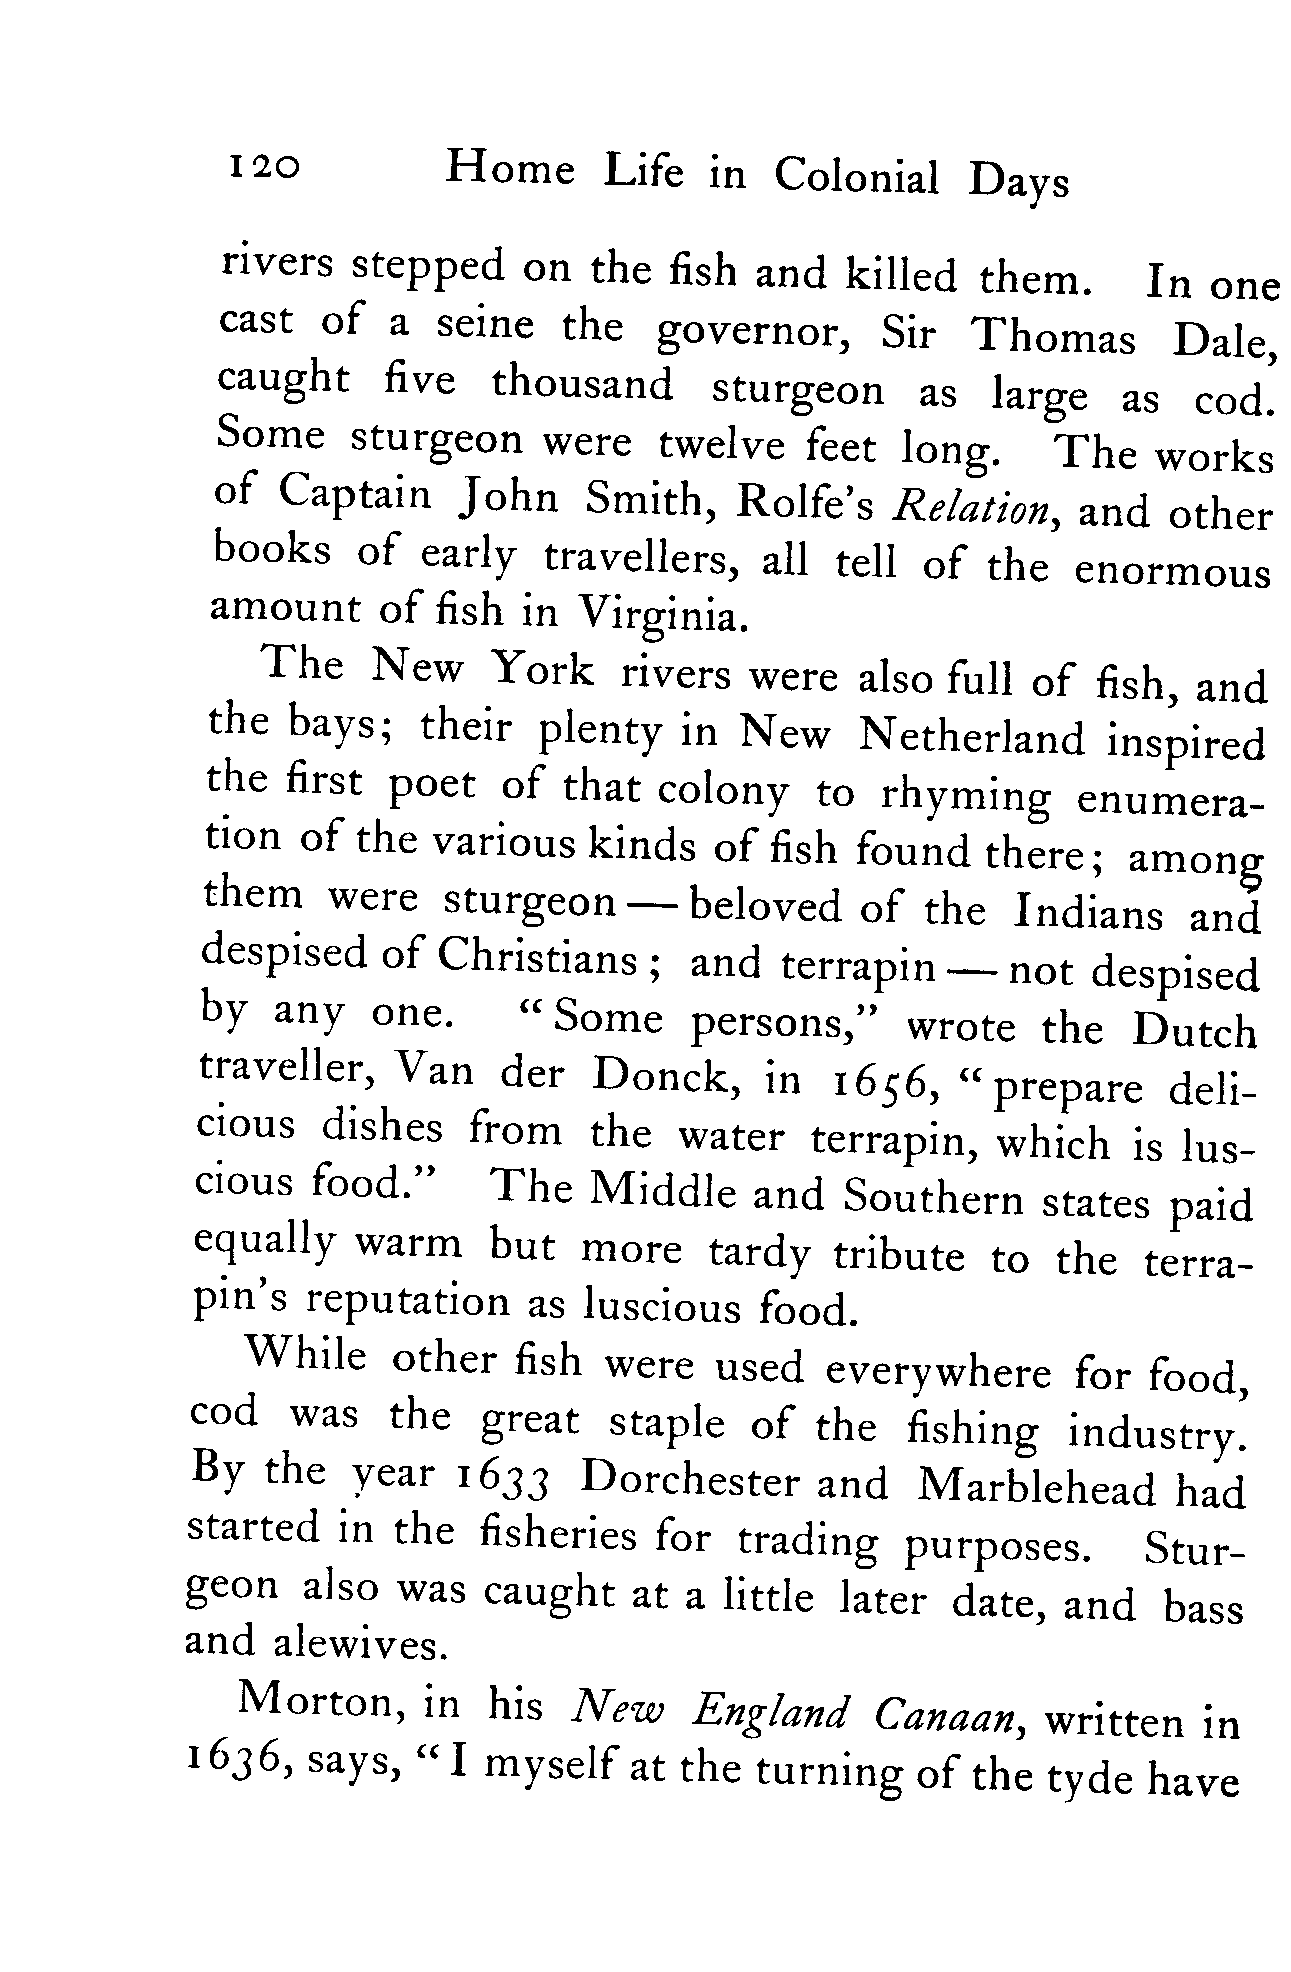 120 Home Life in Colonial Days
rivers stepped on the fish and killed them. In one
cast of a seine the governor, Sir Thomas Dale,
caught five thousand sturgeon as large as cod.
Some sturgeon were twelve feet long. The works
of Captain John Smith, Rolfe's Relation, and other
books of early travellers, all tell of the enormous
amount of fish in Virginia.
The New York rivers were also full of fish, and
the bays; their plenty in New Netherland inspired
the first poet of that colony to rhyming enumera-
tion of the various kinds of fish found there; among
them were sturgeon — beloved of the Indians and
despised of Christians; and terrapin — not despised
by any one. "Some persons," wrote the Dutch
traveller, Van der Donck, in 1656, "prepare deli-
cious dishes from the water terrapin, which is lus-
cious food." The Middle and Southern states paid
equally warm but more tardy tribute to the terra-
pin's reputation as luscious food.
While other fish were used everywhere for food,
cod was the great staple of the fishing industry.
By the year 1633 Dorchester and Marblehead had
started in the fisheries for trading purposes. Stur-
geon also was caught at a little later date, and bass
and alewives.
Morton, in his New England Canaan, written in
1636, says, "I myself at the turning of the tyde have